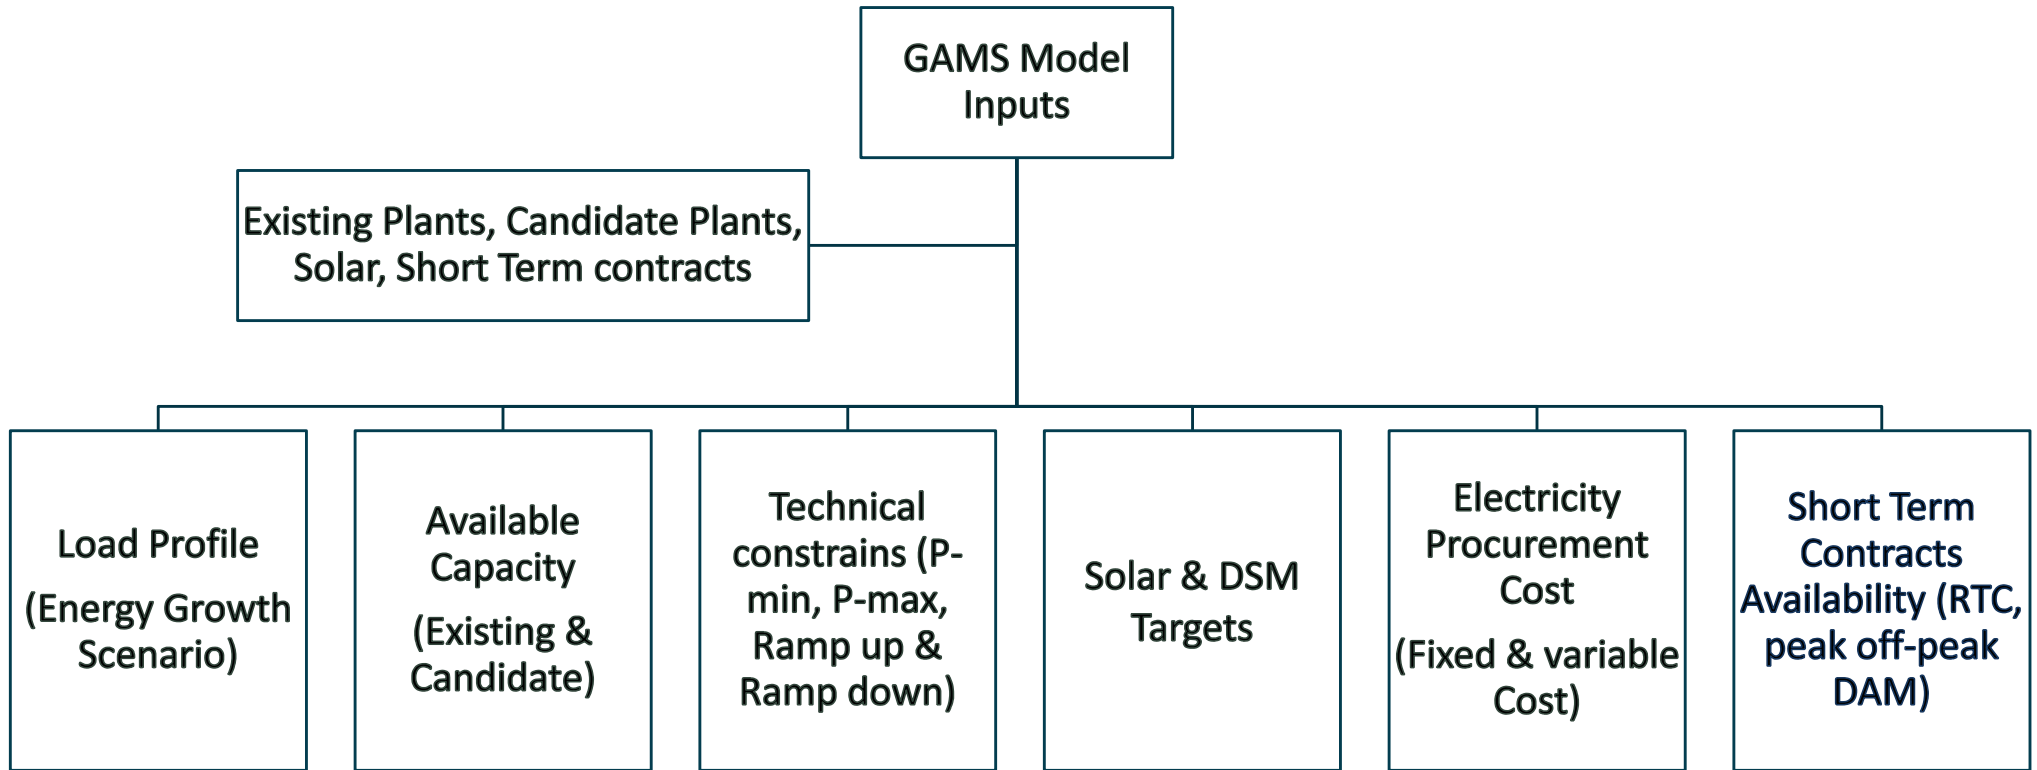 GAMS Model
Inputs
Existing Plants, Candidate Plants,
Solar, Short Term contracts
Load Profile
(Energy Growth
Scenario)
Available
Capacity
(Existing &
Candidate)
Technical
constrains (P-
min, P-max,
Ramp up &
Ramp down)
Solar & DSM
Targets
Electricity
Procurement
Cost
(Fixed & variable
Cost)
Short Term
Contracts
Availability (RTC,
peak off-peak
DAM)